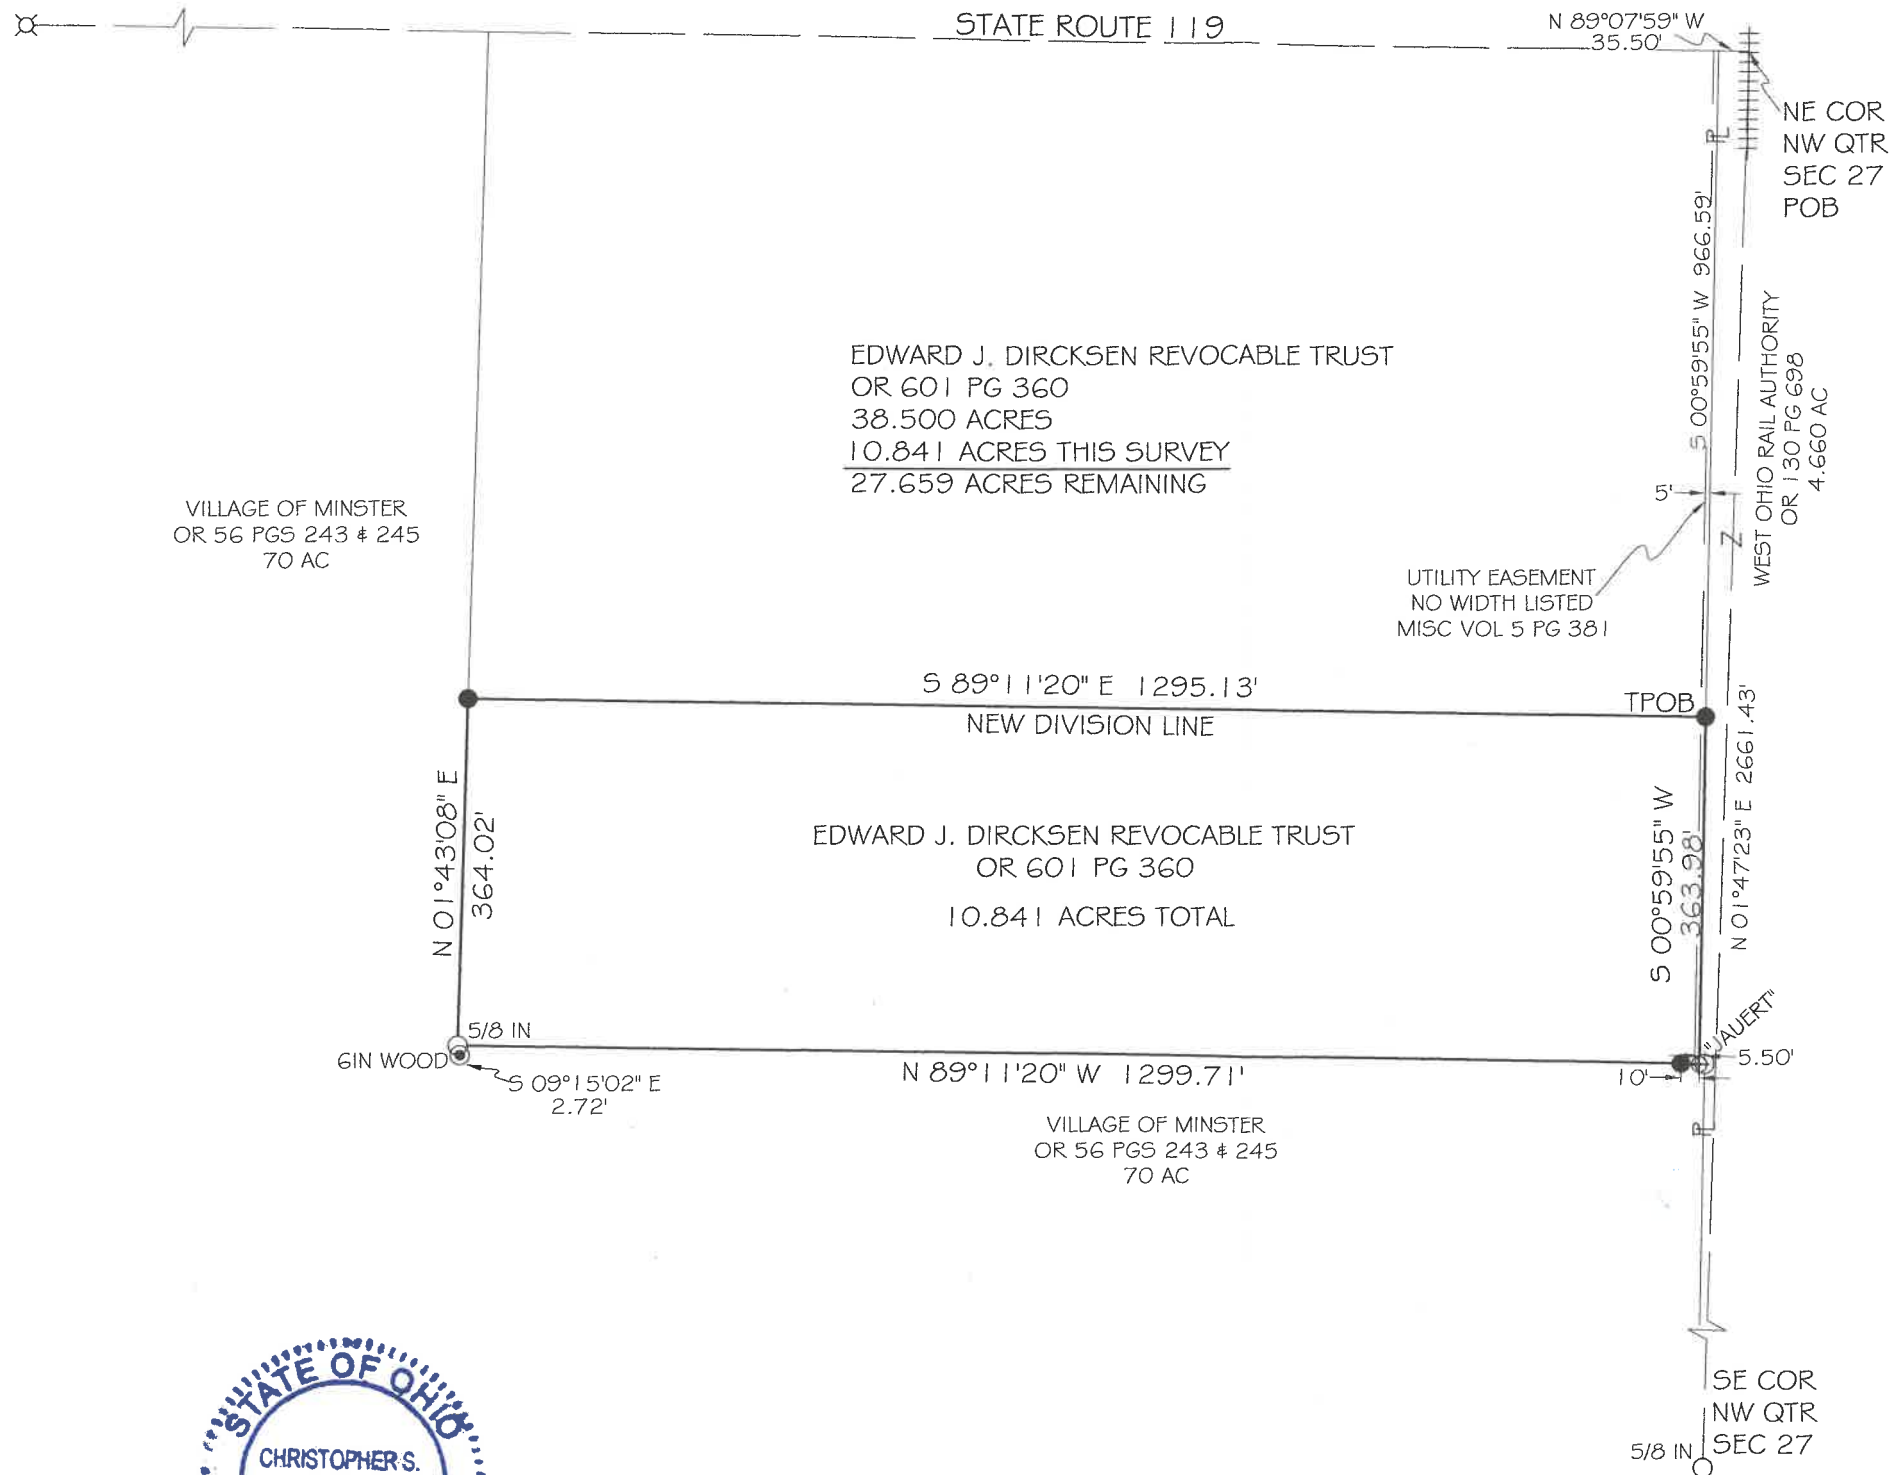 STATE ROUTE 119
N 89°07'59" W
35.50'
NE COR
NW QTR
SEC 27
POB
PL
S 00°59'55" W 966.59'
WEST OHIO RAIL AUTHORITY
OR 130 PG 698
4.660 AC
EDWARD J. DIRCKSEN REVOCABLE TRUST
OR 601 PG 360
38.500 ACRES
10.841 ACRES THIS SURVEY
27.659 ACRES REMAINING
VILLAGE OF MINSTER
OR 56 PGS 243 & 245
70 AC
5'
Z
UTILITY EASEMENT
NO WIDTH LISTED
MISC VOL 5 PG 381
S 89°11'20" E 1295.13'
NEW DIVISION LINE
TPOB
N 01°47'23" E 2661.43'
N 01°43'08" E
364.02'
EDWARD J. DIRCKSEN REVOCABLE TRUST
OR 601 PG 360
10.841 ACRES TOTAL
S 00°59'55" W
363.98'
"JAUERT"
5.50'
10'
5/8 IN
6IN WOOD
S 09°15'02" E
2.72'
N 89°11'20" W 1299.71'
VILLAGE OF MINSTER
OR 56 PGS 243 & 245
70 AC
PL
SE COR
NW QTR
SEC 27
5/8 IN
STATE OF OHIO
CHRISTOPHER S.